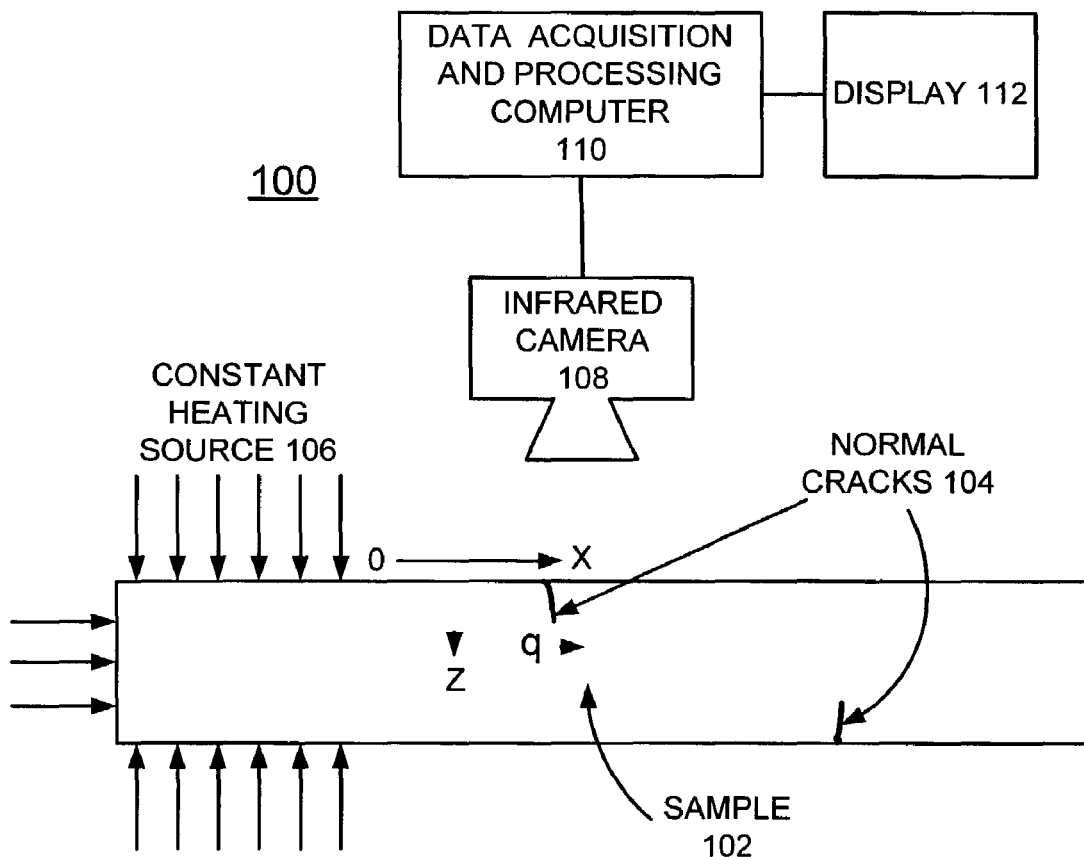 DATA ACQUISITION
AND PROCESSING
COMPUTER
110
DISPLAY 112
100
INFRARED
CAMERA
108
CONSTANT
HEATING
SOURCE 106
NORMAL
CRACKS 104
0
X
q
Z
SAMPLE
102